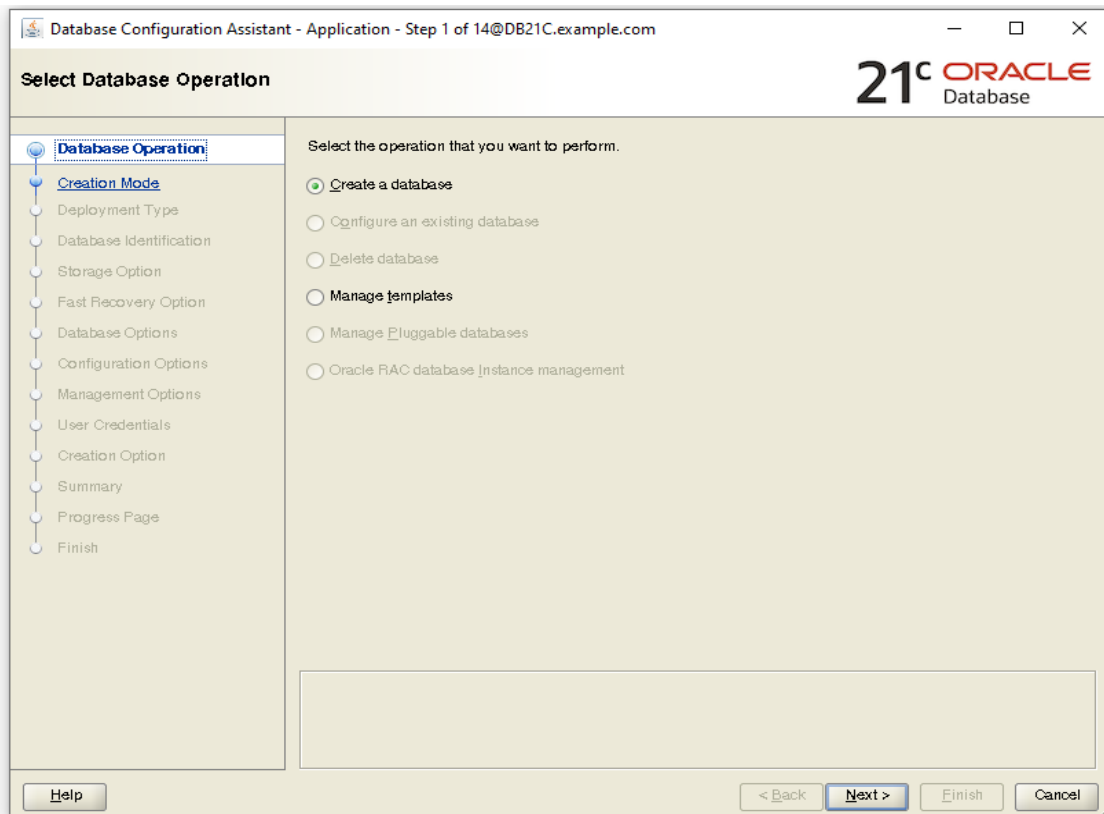 Database Configuration Assistant - Application - Step 1 of 14@DB21C.example.com
Select Database Operation
21c ORACLE
Database
Database Operation
Creation Mode
Deployment Type
Database Identification
Storage Option
Fast Recovery Option
Database Options
Configuration Options
Management Options
User Credentials
Creation Option
Summary
Progress Page
Finish
Select the operation that you want to perform.
Create a database
Configure an existing database
Delete database
Manage templates
Manage Pluggable databases
Oracle RAC database Instance management
Help
< Back
Next >
Finish
Cancel